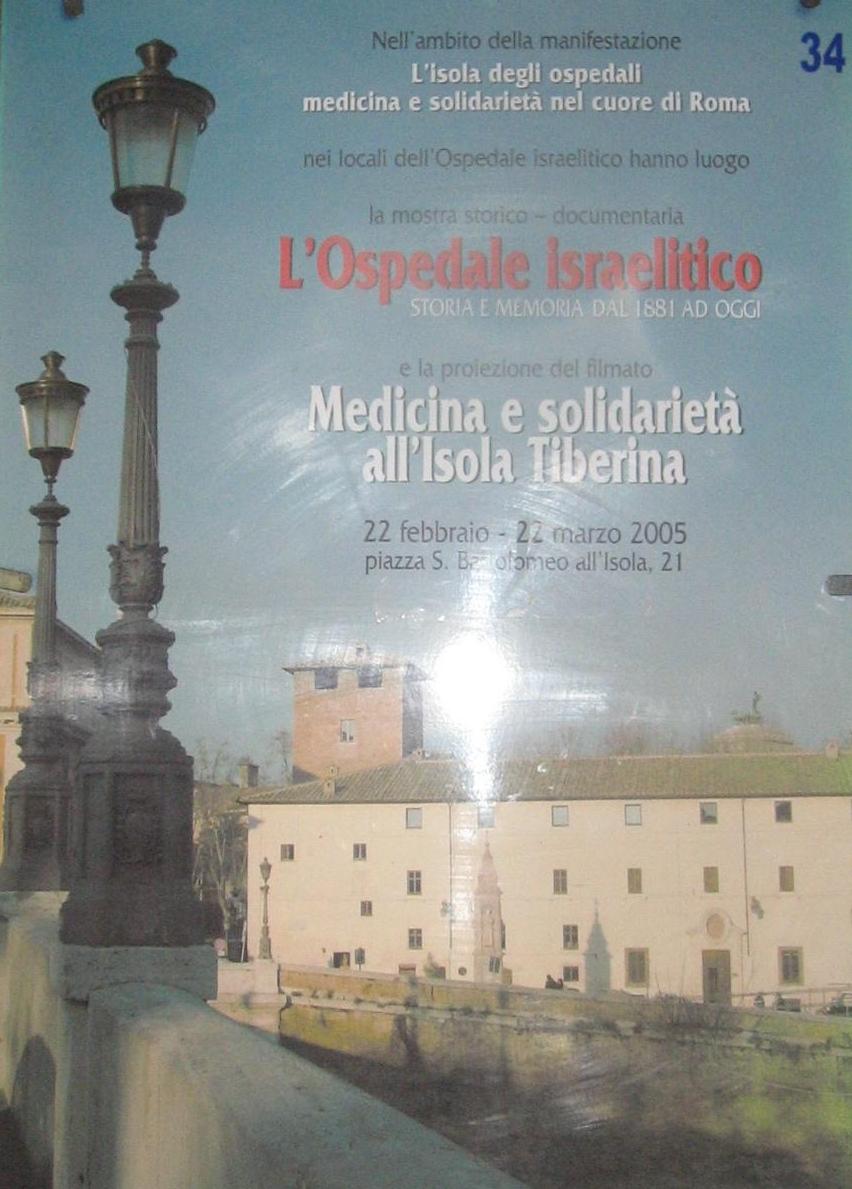 34
Nell'ambito della manifestazione
L'isola degli ospedali
medicina e solidarietà nel cuore di Roma
nei locali dell'Ospedale israelitico hanno luogo
la mostra storico – documentaria
L'Ospedale israelitico
STORIA E MEMORIA DAL 1881 AD OGGI
e la proiezione del filmato
Medicina e solidarietà
all'Isola Tiberina
22 febbraio - 22 marzo 2005
piazza S. Bartolomeo all'Isola, 21